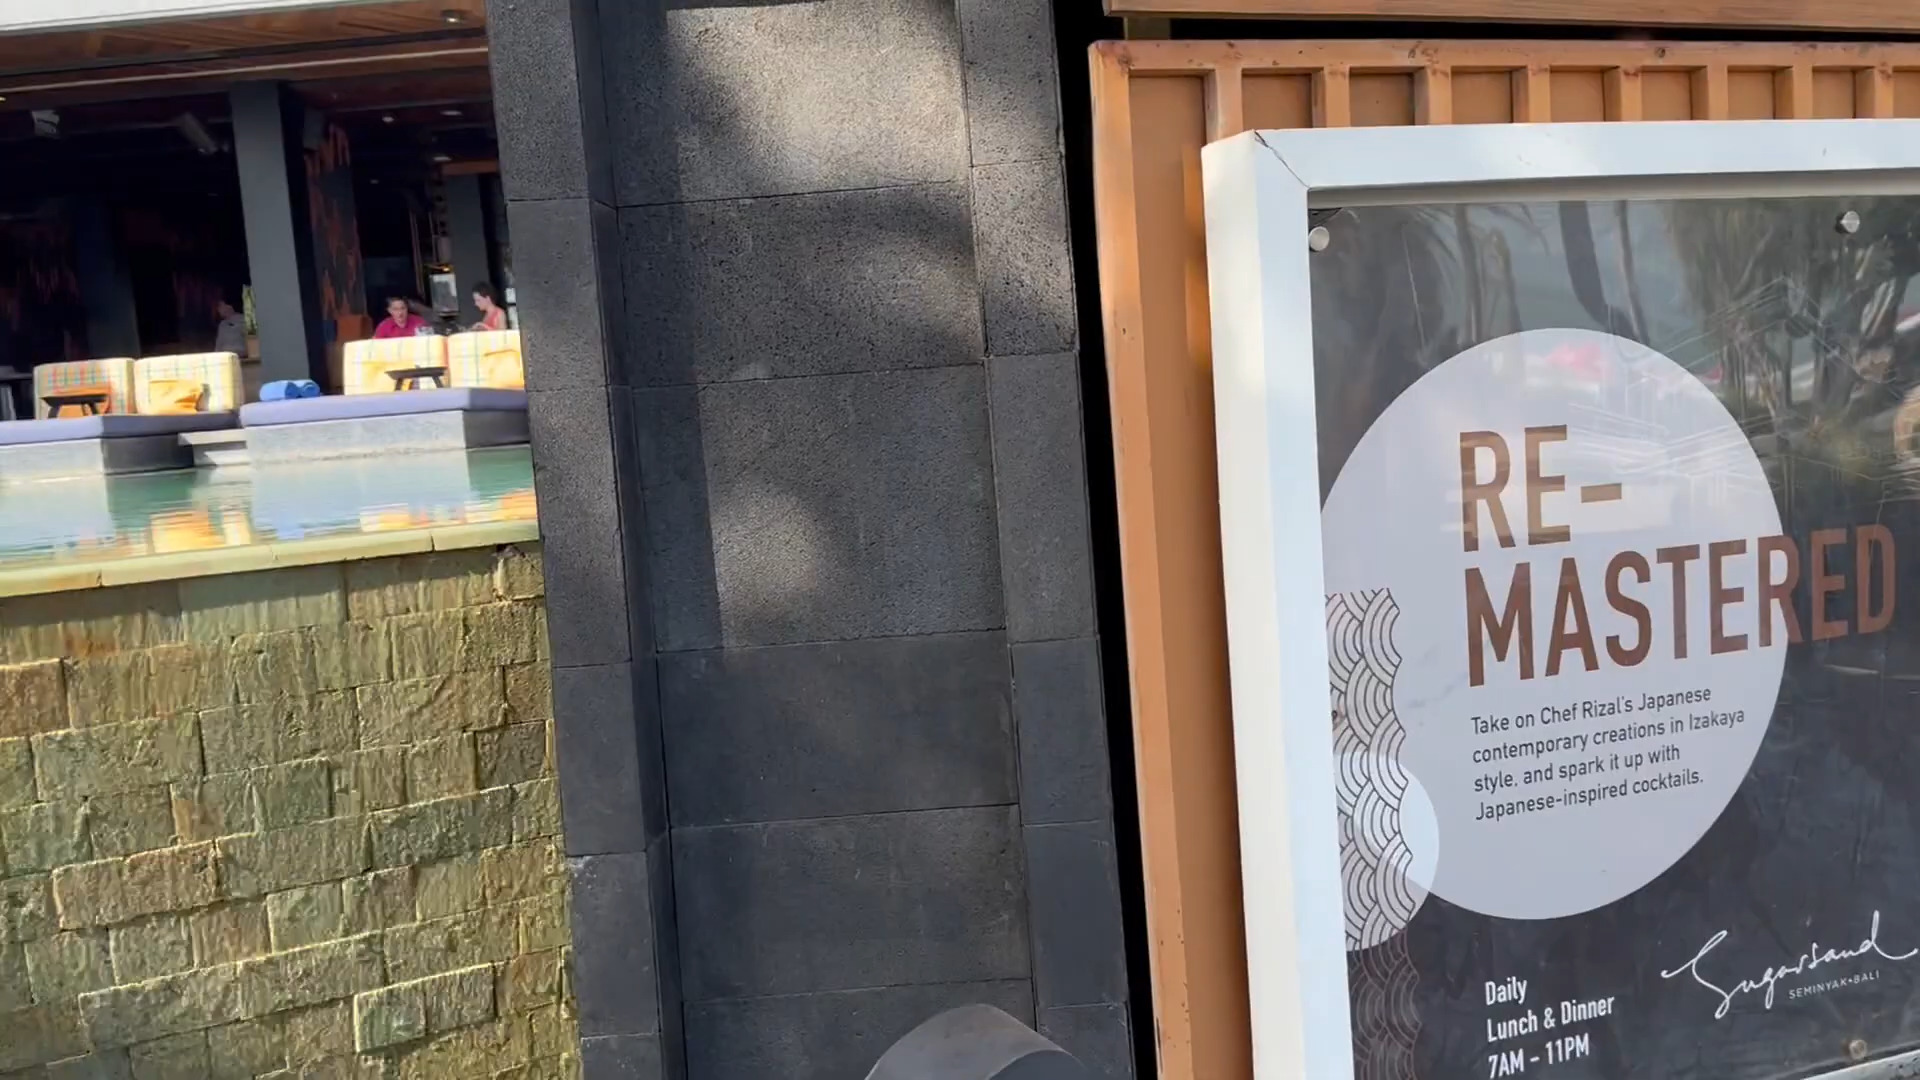 RE-
MASTERED
Take on Chef Rizal's Japanese
contemporary creations in Izakaya
style, and spark it up with
Japanese-inspired cocktails.
Daily
Lunch & Dinner
7AM – 11PM
Sugarsand
SEMINYAK•BALI